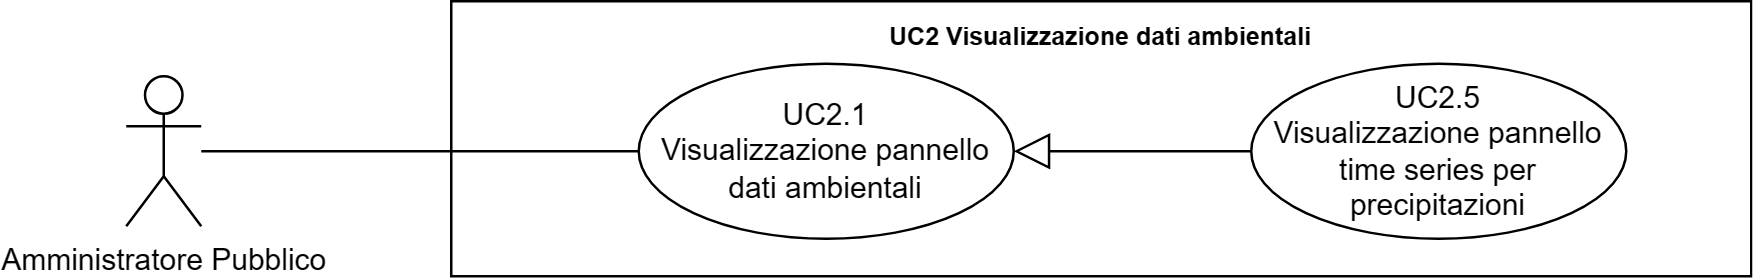 UC2 Visualizzazione dati ambientali
UC2.1
Visualizzazione pannello
dati ambientali
UC2.5
Visualizzazione pannello
time series per
precipitazioni
Amministratore Pubblico